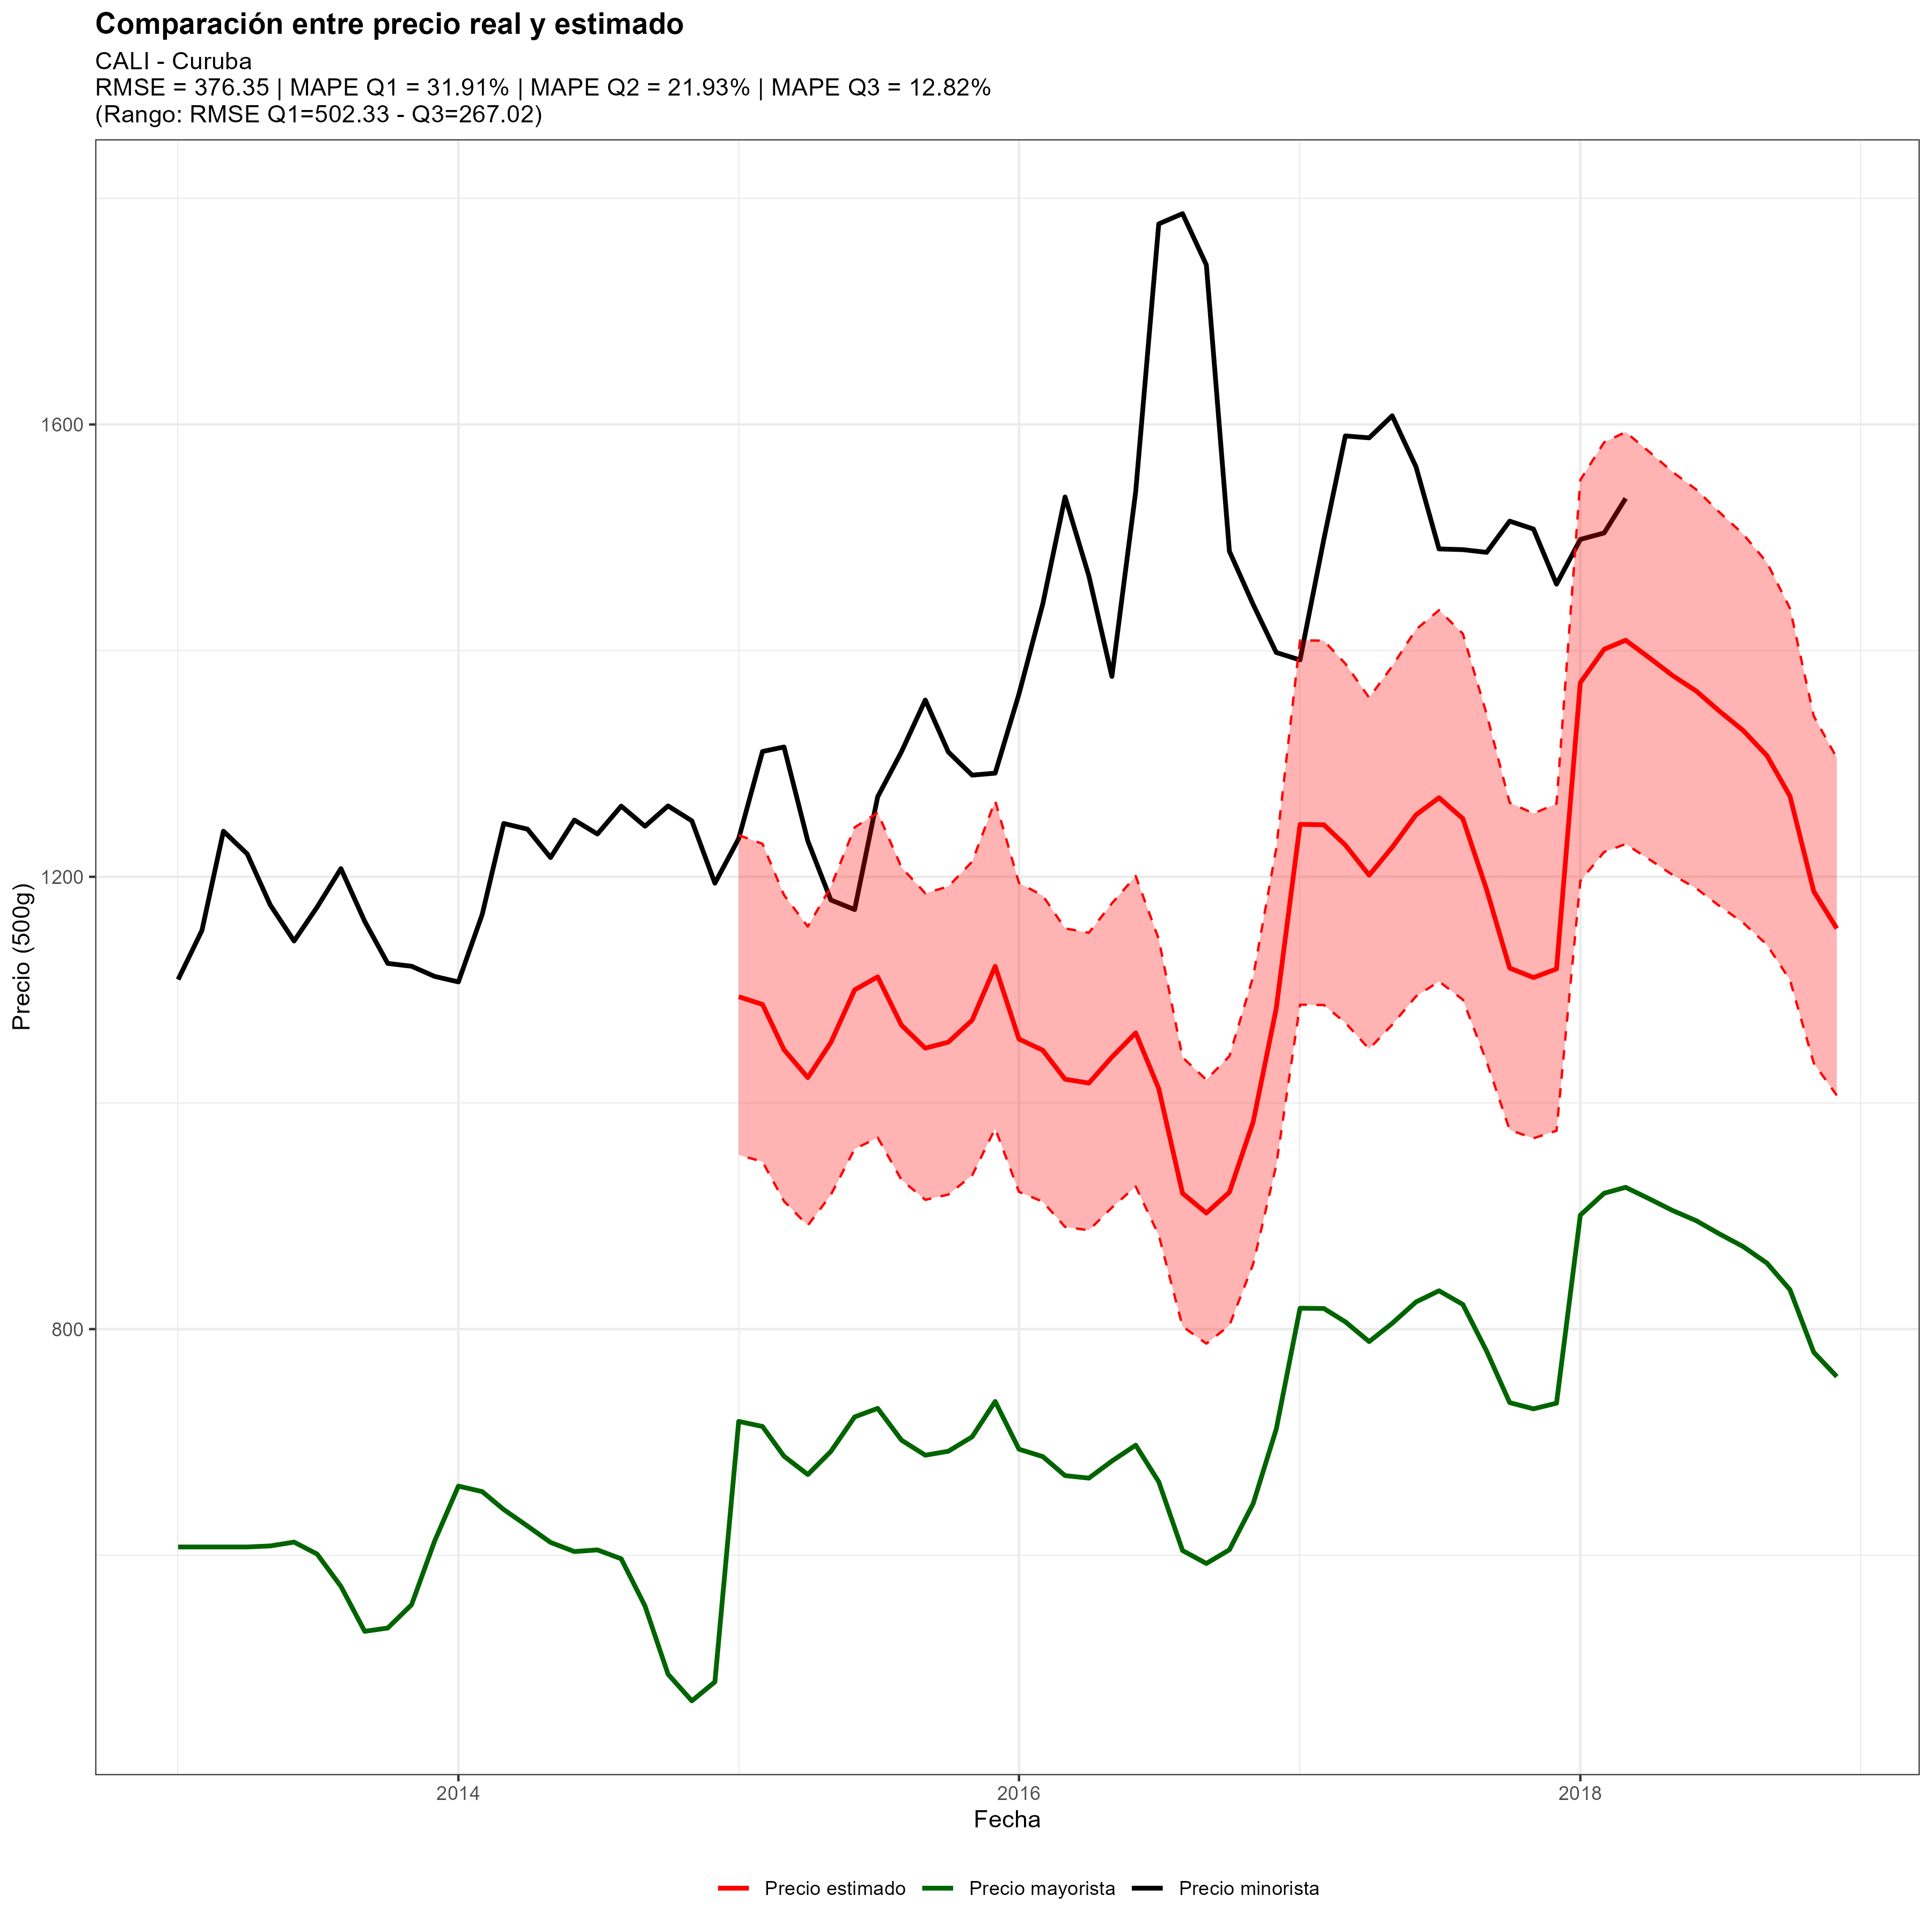 Comparación entre precio real y estimado
CALI - Curuba
RMSE = 376.35 | MAPE Q1 = 31.91% | MAPE Q2 = 21.93% | MAPE Q3 = 12.82%
(Rango: RMSE Q1=502.33 - Q3=267.02)
Precio (500g)
1600
1200
800
2014
2016
2018
Fecha
Precio estimado
Precio mayorista
Precio minorista